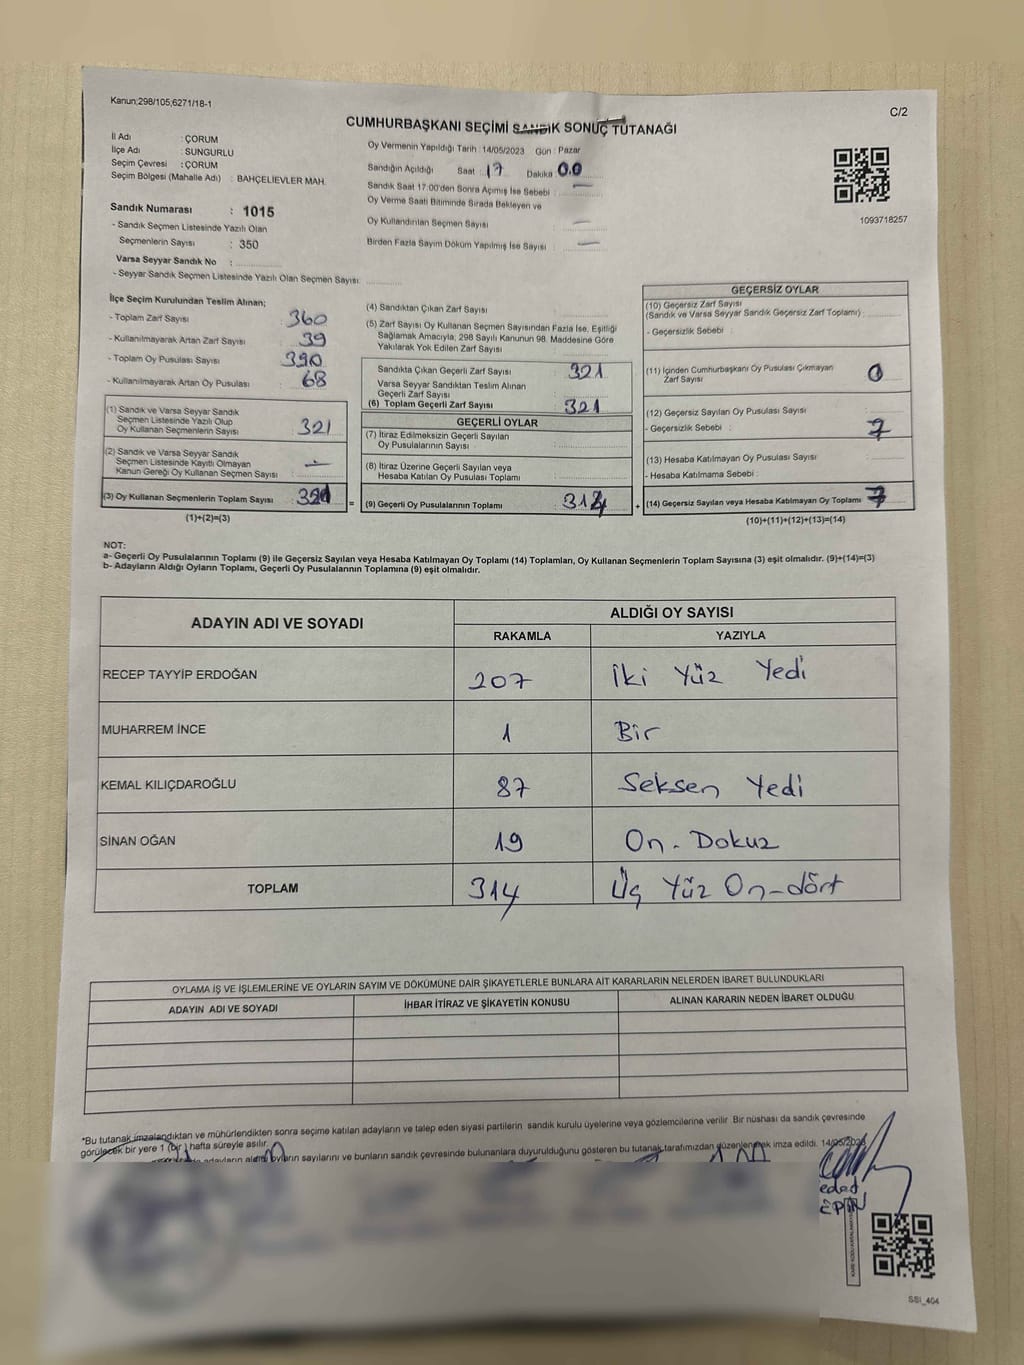 Kanun;298/105,6271/18-1
C/2
CUMHURBAŞKANI SEÇİMİ SANDIK SONUÇ TUTANAĞI
İl Adı : ÇORUM
İlçe Adı : SUNGURLU
Seçim Çevresi : ÇORUM
Seçim Bölgesi (Mahalle Adı) : BAHÇELİEVLER MAH.
Oy Vermenin Yapıldığı Tarih : 14/05/2023 Gün : Pazar
Sandığın Açıldığı Saat : 17 Dakika 0.0
Sandık Saat 17.00'den Sonra Açımış İse Sebebi : —
Oy Verme Saati Bitiminde Sırada Bekleyen ve
Oy Kullandırılan Seçmen Sayısı : —
Birden Fazla Sayım Döküm Yapılmış İse Sayısı : —
1093718257
Sandık Numarası : 1015
- Sandık Seçmen Listesinde Yazılı Olan
Seçmenlerin Sayısı : 350
Varsa Seyyar Sandık No :
- Seyyar Sandık Seçmen Listesinde Yazılı Olan Seçmen Sayısı:
İlçe Seçim Kurulundan Teslim Alınan;
- Toplam Zarf Sayısı : 360
- Kullanılmayarak Artan Zarf Sayısı : 39
- Toplam Oy Pusulası Sayısı : 390
- Kullanılmayarak Artan Oy Pusulası : 68
(1) Sandık ve Varsa Seyyar Sandık
Seçmen Listesinde Yazılı Olup
Oy Kullanan Seçmenlerin Sayısı : 321
(2) Sandık ve Varsa Seyyar Sandık
Seçmen Listesinde Kayıtlı Olmayan
Kanun Gereği Oy Kullanan Seçmen Sayısı : —
(3) Oy Kullanan Seçmenlerin Toplam Sayısı : 321
(1)+(2)=(3)
=
(4) Sandıktan Çıkan Zarf Sayısı :
(5) Zarf Sayısı Oy Kullanan Seçmen Sayısından Fazla İse, Eşitliği
Sağlamak Amacıyla; 298 Sayılı Kanunun 98. Maddesine Göre
Yakılarak Yok Edilen Zarf Sayısı :
Sandıkta Çıkan Geçerli Zarf Sayısı : 321
Varsa Seyyar Sandıktan Teslim Alınan
Geçerli Zarf Sayısı :
(6) Toplam Geçerli Zarf Sayısı : 321
GEÇERLİ OYLAR
(7) İtiraz Edilmeksizin Geçerli Sayılan
Oy Pusulalarının Sayısı :
(8) İtiraz Üzerine Geçerli Sayılan veya
Hesaba Katılan Oy Pusulası Toplamı :
(9) Geçerli Oy Pusulalarının Toplamı : 314
+
GEÇERSİZ OYLAR
(10) Geçersiz Zarf Sayısı
(Sandık ve Varsa Seyyar Sandık Geçersiz Zarf Toplamı) :
- Geçersizlik Sebebi :
(11) İçinden Cumhurbaşkanı Oy Pusulası Çıkmayan
Zarf Sayısı : 0
(12) Geçersiz Sayılan Oy Pusulası Sayısı :
- Geçersizlik Sebebi : 7
(13) Hesaba Katılmayan Oy Pusulası Sayısı :
- Hesaba Katılmama Sebebi :
(14) Geçersiz Sayılan veya Hesaba Katılmayan Oy Toplamı : 7
(10)+(11)+(12)+(13)=(14)
NOT:
a- Geçerli Oy Pusulalarının Toplamı (9) ile Geçersiz Sayılan veya Hesaba Katılmayan Oy Toplamı (14) Toplamları, Oy Kullanan Seçmenlerin Toplam Sayısına (3) eşit olmalıdır. (9)+(14)=(3)
b- Adayların Aldığı Oyların Toplamı, Geçerli Oy Pusulalarının Toplamına (9) eşit olmalıdır.
ADAYIN ADI VE SOYADI
ALDIĞI OY SAYISI
RAKAMLA YAZIYLA
RECEP TAYYİP ERDOĞAN 207 İki Yüz Yedi
MUHARREM İNCE 1 Bir
KEMAL KILIÇDAROĞLU 87 Seksen Yedi
SİNAN OĞAN 19 On-Dokuz
TOPLAM 314 Üç Yüz On-dört
OYLAMA İŞ VE İŞLEMLERİNE VE OYLARIN SAYIM VE DÖKÜMÜNE DAİR ŞİKAYETLERLE BUNLARA AİT KARARLARIN NELERDEN İBARET BULUNDUKLARI
ADAYIN ADI VE SOYADI İHBAR İTİRAZ VE ŞİKAYETİN KONUSU ALINAN KARARIN NEDEN İBARET OLDUĞU
*Bu tutanak imzalandıktan ve mühürlendikten sonra seçime katılan adayların ve talep eden siyasi partilerin sandık kurulu üyelerine veya gözlemcilerine verilir. Bir nüshası da sandık çevresinde
görülecek bir yere 1 (bir) hafta süreyle asılır.
adayların aldığı oyların sayılarını ve bunların sandık çevresinde bulunanlara duyurulduğunu gösteren bu tutanak tarafımızdan düzenlenerek imza edildi. 14/05/2023
SSI_404